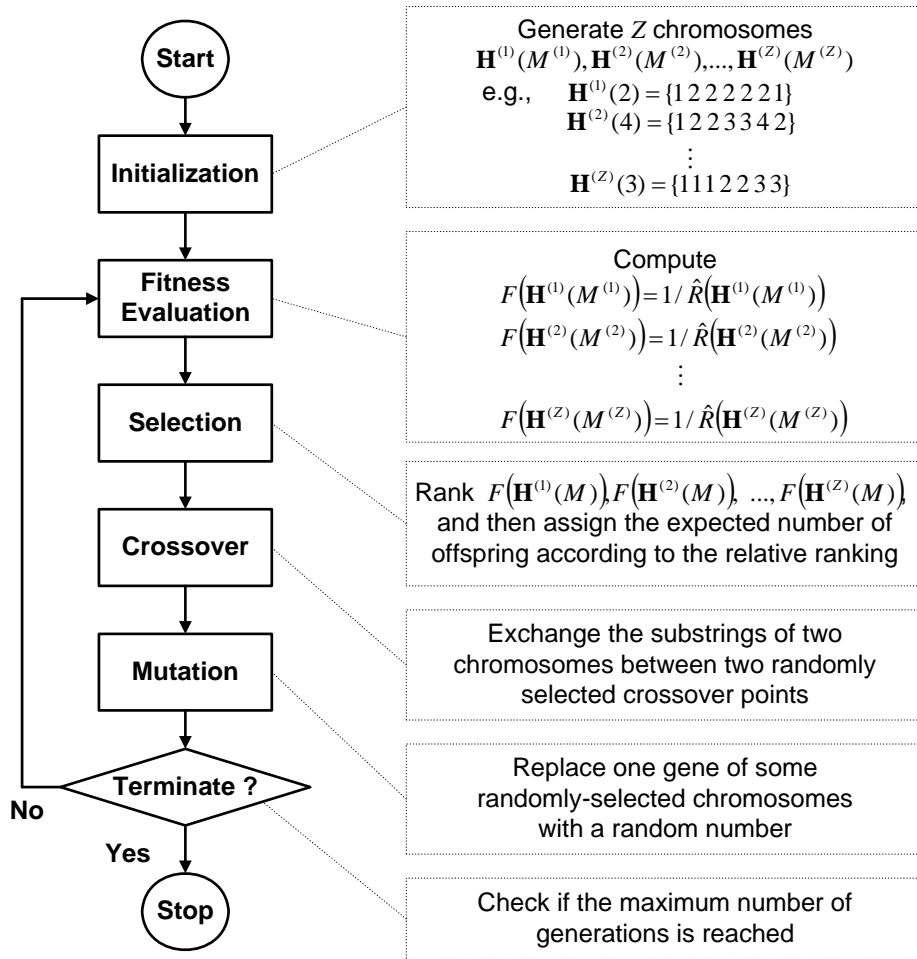 Start
Initialization
Fitness
Evaluation
Selection
Crossover
Mutation
Terminate ?
No
Yes
Stop
Generate Z chromosomes
H^(1)(M^(1)), H^(2)(M^(2)),..., H^(Z)(M^(Z))
e.g., H^(1)(2) = {1 2 2 2 2 2 1}
H^(2)(4) = {1 2 2 3 3 4 2}
⋮
H^(Z)(3) = {1 1 1 2 2 3 3}
Compute
F(H^(1)(M^(1))) = 1/ R̂(H^(1)(M^(1)))
F(H^(2)(M^(2))) = 1/ R̂(H^(2)(M^(2)))
⋮
F(H^(Z)(M^(Z))) = 1/ R̂(H^(Z)(M^(Z)))
Rank F(H^(1)(M)), F(H^(2)(M)), ..., F(H^(Z)(M)),
and then assign the expected number of
offspring according to the relative ranking
Exchange the substrings of two
chromosomes between two randomly
selected crossover points
Replace one gene of some
randomly-selected chromosomes
with a random number
Check if the maximum number of
generations is reached